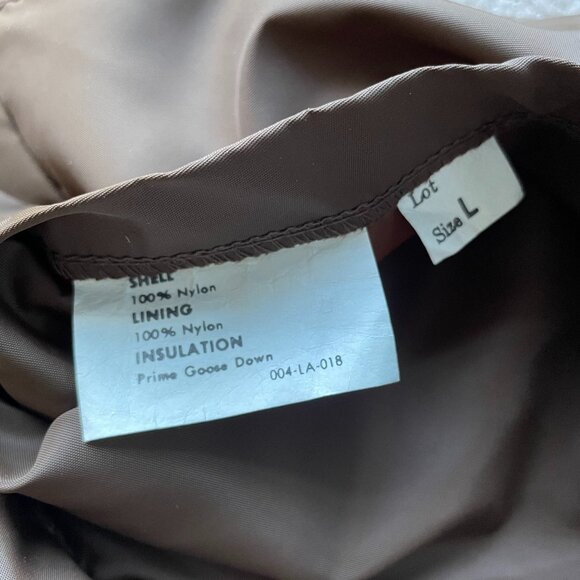 SHELL
100% Nylon
LINING
100% Nylon
INSULATION
Prime Goose Down
004-LA-018
Lot
Size L